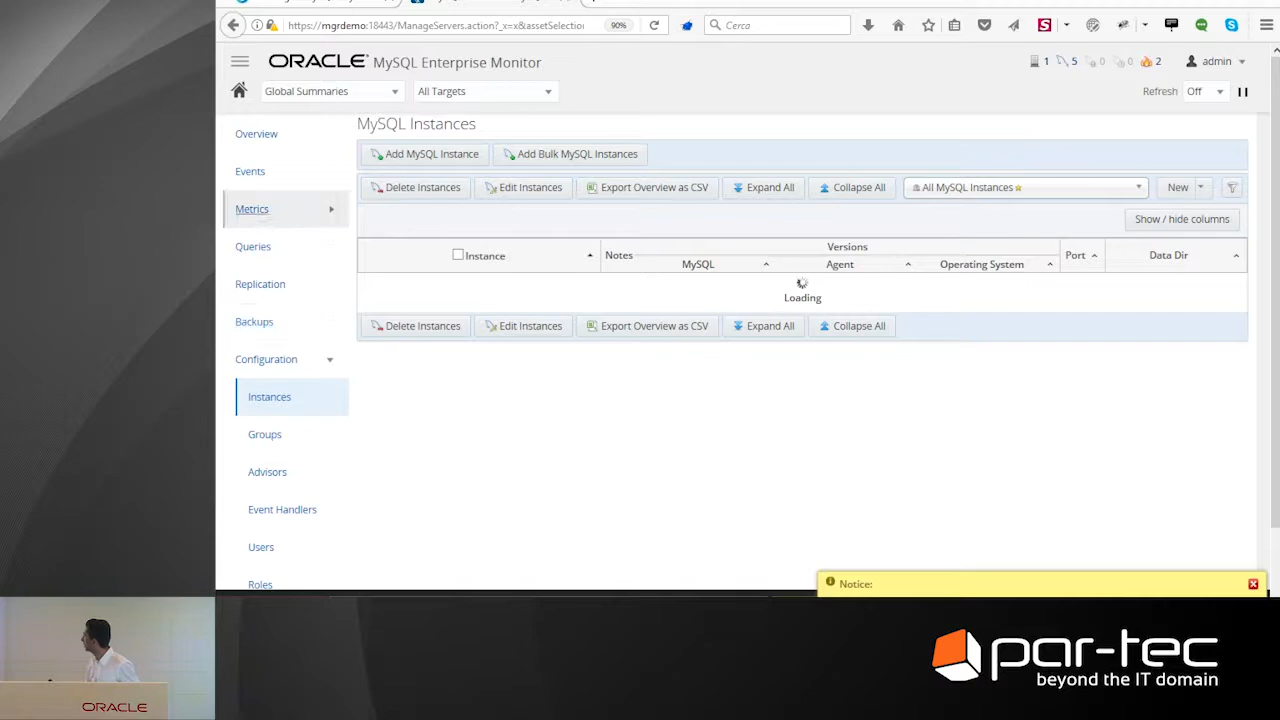 https://mgrdemo:18443/ManageServers.action?_x=x&assetSelectio
90%
Cerca
ORACLE MySQL Enterprise Monitor
1 5 0 0 2
admin
Global Summaries
All Targets
Refresh Off
Overview
Events
Metrics
Queries
Replication
Backups
Configuration
Instances
Groups
Advisors
Event Handlers
Users
Roles
MySQL Instances
Add MySQL Instance Add Bulk MySQL Instances
Delete Instances Edit Instances Export Overview as CSV Expand All Collapse All All MySQL Instances New
Show / hide columns
Instance Notes Versions Port Data Dir
MySQL Agent Operating System
Loading
Delete Instances Edit Instances Export Overview as CSV Expand All Collapse All
Notice:
ORACLE
par-tec
beyond the IT domain